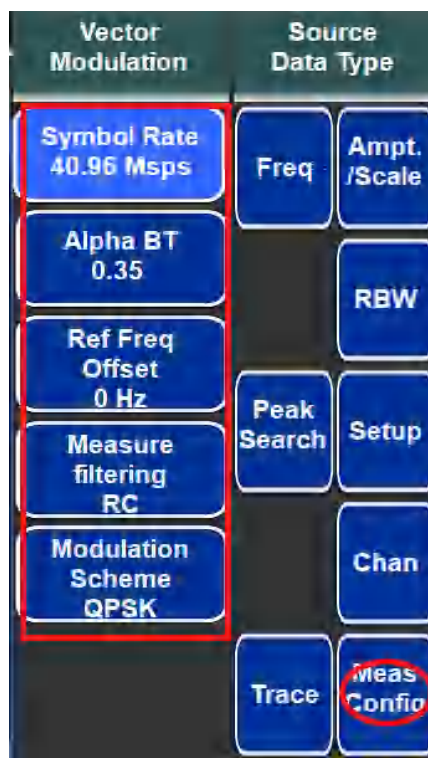 Vector
Modulation
Source
Data Type
Symbol Rate
40.96 Msps
Alpha BT
0.35
Ref Freq
Offset
0 Hz
Measure
filtering
RC
Modulation
Scheme
QPSK
Freq
Ampt.
/Scale
RBW
Peak
Search
Setup
Chan
Trace
Meas
Config